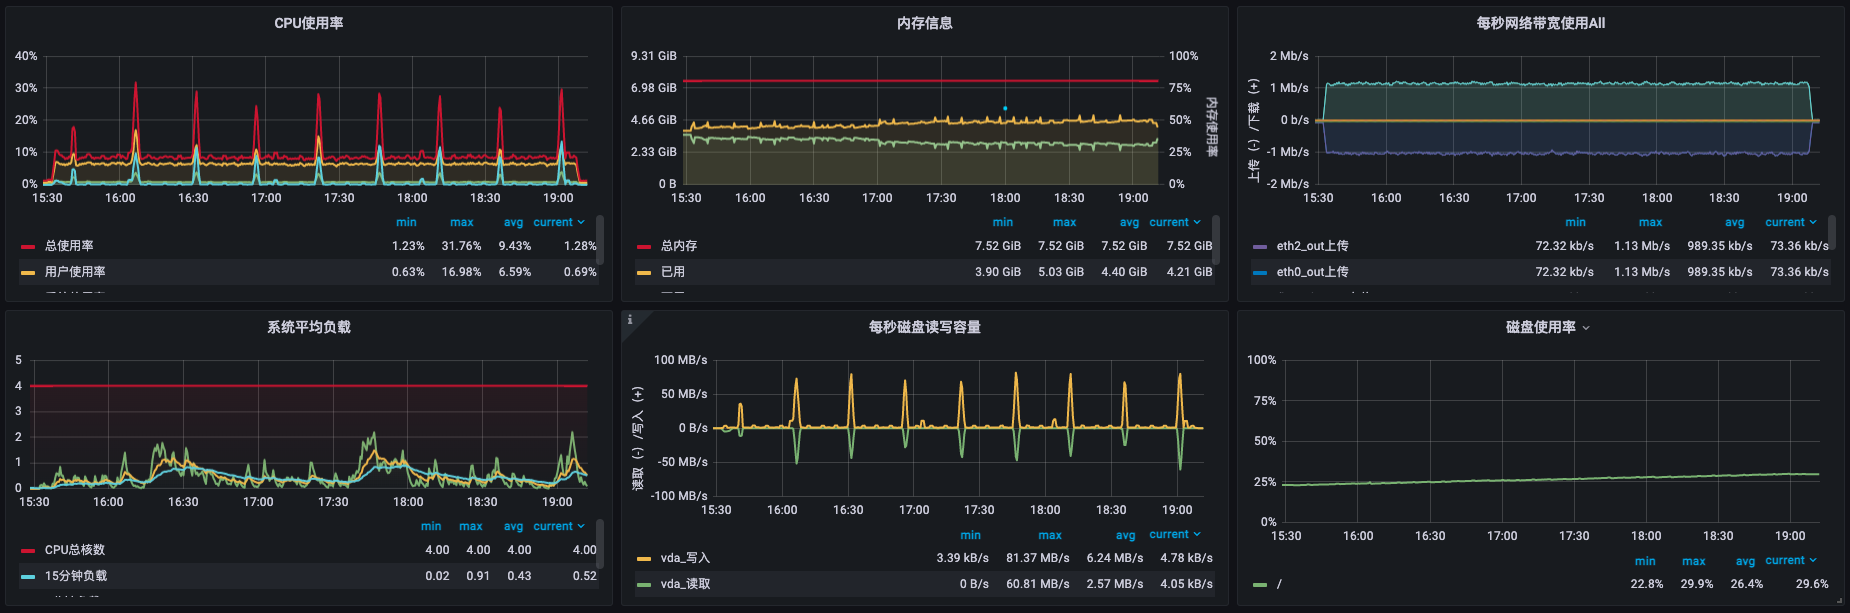 CPU使用率
40%
30%
20%
10%
0%
15:30 16:00 16:30 17:00 17:30 18:00 18:30 19:00
min max avg current
总使用率 1.23% 31.76% 9.43% 1.28%
用户使用率 0.63% 16.98% 6.59% 0.69%
内存信息
9.31 GiB 100%
6.98 GiB 75%
4.66 GiB 50%
2.33 GiB 25%
0 B 0%
内存使用率
15:30 16:00 16:30 17:00 17:30 18:00 18:30 19:00
min max avg current
总内存 7.52 GiB 7.52 GiB 7.52 GiB 7.52 GiB
已用 3.90 GiB 5.03 GiB 4.40 GiB 4.21 GiB
每秒网络带宽使用All
上传 (-) /下载 (+)
2 Mb/s
1 Mb/s
0 b/s
-1 Mb/s
-2 Mb/s
15:30 16:00 16:30 17:00 17:30 18:00 18:30 19:00
min max avg current
eth2_out上传 72.32 kb/s 1.13 Mb/s 989.35 kb/s 73.36 kb/s
eth0_out上传 72.32 kb/s 1.13 Mb/s 989.35 kb/s 73.36 kb/s
系统平均负载
5
4
3
2
1
0
15:30 16:00 16:30 17:00 17:30 18:00 18:30 19:00
min max avg current
CPU总核数 4.00 4.00 4.00 4.00
15分钟负载 0.02 0.91 0.43 0.52
i
每秒磁盘读写容量
读取 (-) /写入 (+)
100 MB/s
50 MB/s
0 B/s
-50 MB/s
-100 MB/s
15:30 16:00 16:30 17:00 17:30 18:00 18:30 19:00
min max avg current
vda_写入 3.39 kB/s 81.37 MB/s 6.24 MB/s 4.78 kB/s
vda_读取 0 B/s 60.81 MB/s 2.57 MB/s 4.05 kB/s
磁盘使用率
100%
75%
50%
25%
0%
15:30 16:00 16:30 17:00 17:30 18:00 18:30 19:00
min max avg current
/ 22.8% 29.9% 26.4% 29.6%